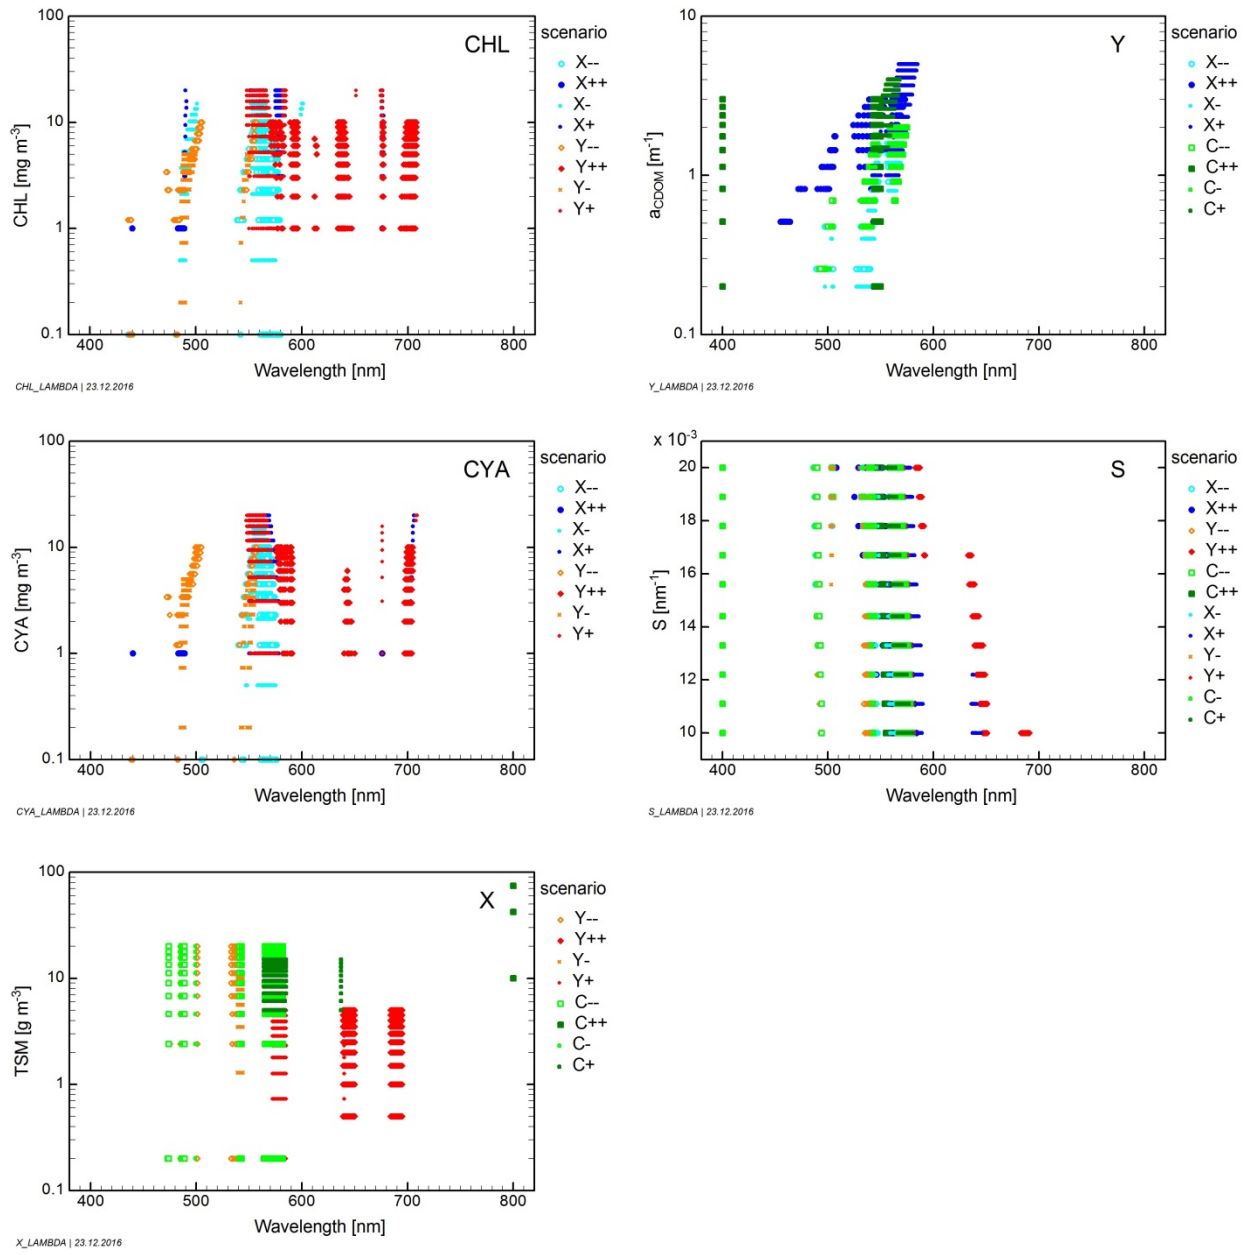 CHL
CHL [mg m-3]
100
10
1
0.1
400 500 600 700 800
Wavelength [nm]
scenario
X--
X++
X-
X+
Y--
Y++
Y-
Y+
CHL_LAMBDA | 23.12.2016
Y
aCDOM [m-1]
10
1
0.1
400 500 600 700 800
Wavelength [nm]
scenario
X--
X++
X-
X+
C--
C++
C-
C+
Y_LAMBDA | 23.12.2016
CYA
CYA [mg m-3]
100
10
1
0.1
400 500 600 700 800
Wavelength [nm]
scenario
X--
X++
X-
X+
Y--
Y++
Y-
Y+
CYA_LAMBDA | 23.12.2016
x 10-3
S
S [nm-1]
20
18
16
14
12
10
400 500 600 700 800
Wavelength [nm]
scenario
X--
X++
Y--
Y++
C--
C++
X-
X+
Y-
Y+
C-
C+
S_LAMBDA | 23.12.2016
X
TSM [g m-3]
100
10
1
0.1
400 500 600 700 800
Wavelength [nm]
scenario
Y--
Y++
Y-
Y+
C--
C++
C-
C+
X_LAMBDA | 23.12.2016